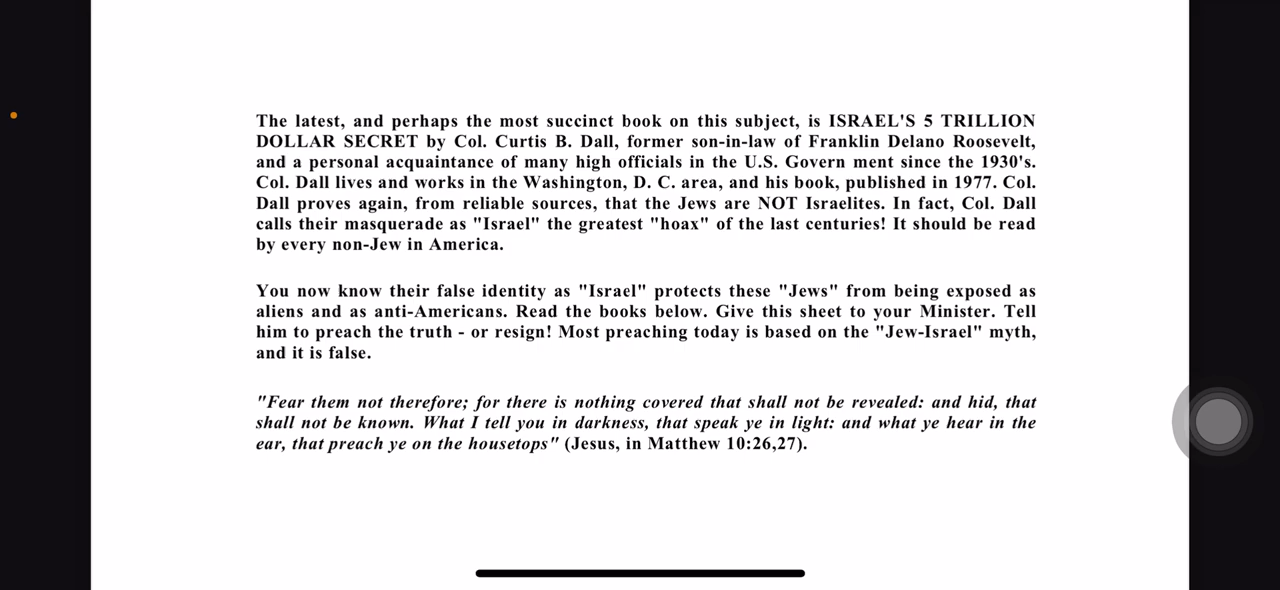 The latest, and perhaps the most succinct book on this subject, is ISRAEL'S 5 TRILLION
DOLLAR SECRET by Col. Curtis B. Dall, former son-in-law of Franklin Delano Roosevelt,
and a personal acquaintance of many high officials in the U.S. Govern ment since the 1930's.
Col. Dall lives and works in the Washington, D. C. area, and his book, published in 1977. Col.
Dall proves again, from reliable sources, that the Jews are NOT Israelites. In fact, Col. Dall
calls their masquerade as "Israel" the greatest "hoax" of the last centuries! It should be read
by every non-Jew in America.
You now know their false identity as "Israel" protects these "Jews" from being exposed as
aliens and as anti-Americans. Read the books below. Give this sheet to your Minister. Tell
him to preach the truth - or resign! Most preaching today is based on the "Jew-Israel" myth,
and it is false.
"Fear them not therefore; for there is nothing covered that shall not be revealed: and hid, that
shall not be known. What I tell you in darkness, that speak ye in light: and what ye hear in the
ear, that preach ye on the housetops" (Jesus, in Matthew 10:26,27).